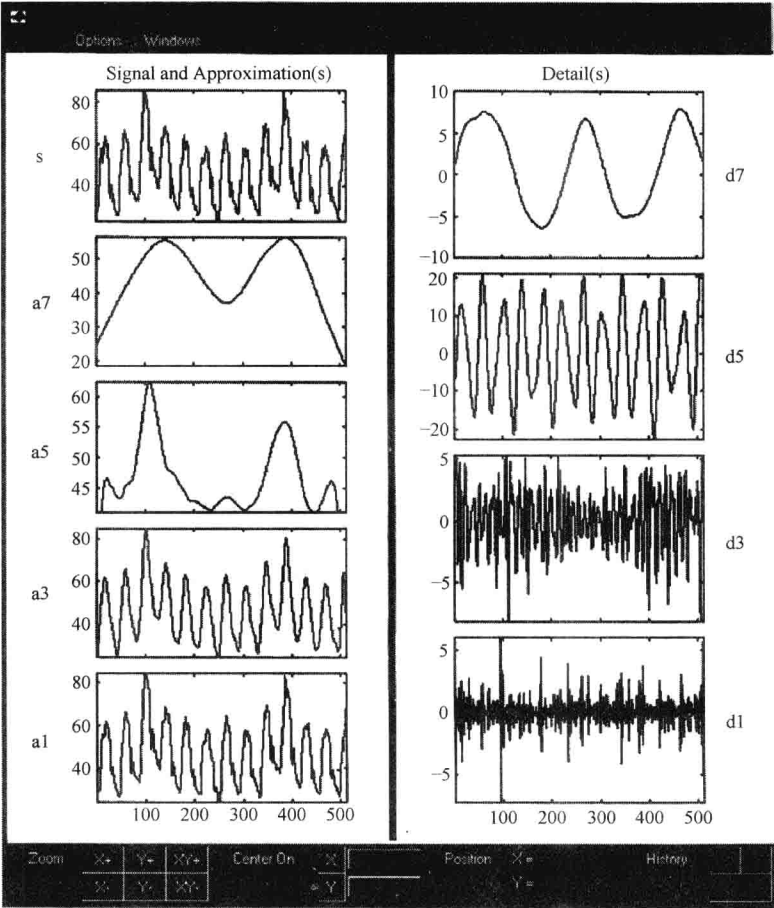 Options Windows
Signal and Approximation(s)
Detail(s)
80
60
40
s
10
5
0
−5
−10
d7
50
40
30
20
a7
20
10
0
−10
−20
d5
60
55
50
45
a5
5
0
−5
d3
80
60
40
a3
80
60
40
a1
100 200 300 400 500
5
0
−5
d1
100 200 300 400 500
Zoom X+ Y+ XY+ Center On X Position X = History
X- Y- XY- Y Y =